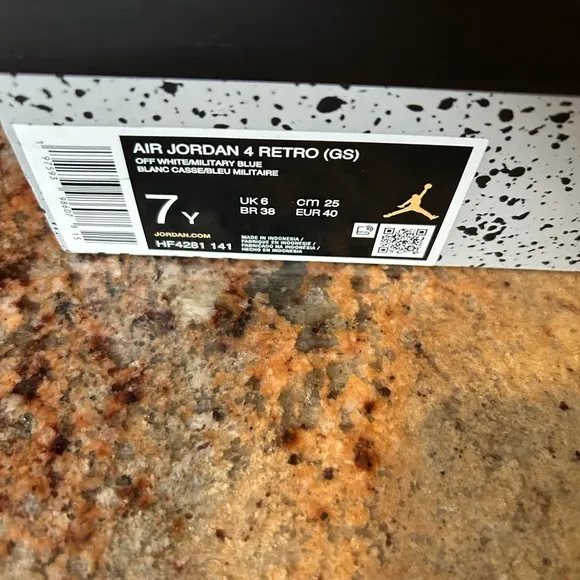 AIR JORDAN 4 RETRO (GS)
OFF WHITE/MILITARY BLUE
BLANC CASSE/BLEU MILITAIRE
7Y
UK 6 cm 25
BR 38 EUR 40
JORDAN.COM
HF4281 141
MADE IN INDONESIA /
FABRIQUE EN INDONESIE /
FABRICADO NA INDONÉSIA /
HECHO EN INDONESIA